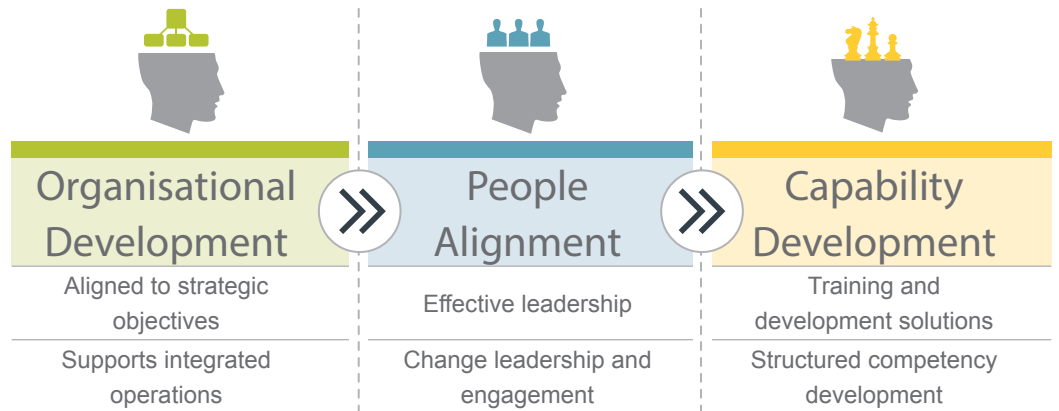 Organisational
Development
Aligned to strategic
objectives
Supports integrated
operations
People
Alignment
Effective leadership
Change leadership and
engagement
Capability
Development
Training and
development solutions
Structured competency
development